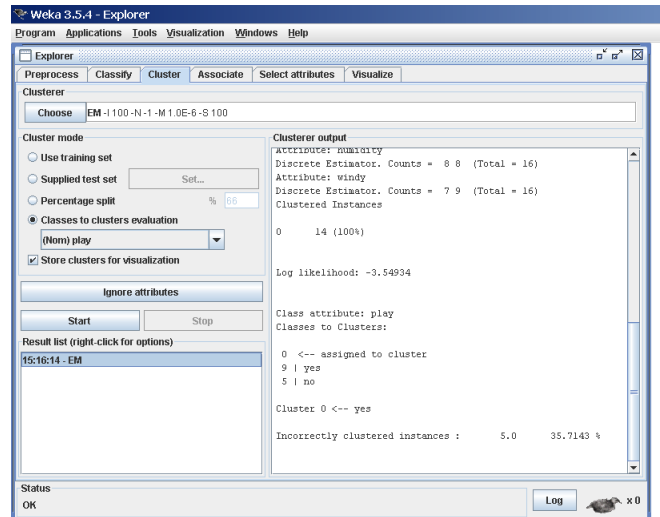 Weka 3.5.4 - Explorer
Program Applications Tools Visualization Windows Help
Explorer
Preprocess Classify Cluster Associate Select attributes Visualize
Clusterer
Choose EM -I 100 -N -1 -M 1.0E-6 -S 100
Cluster mode
Use training set
Supplied test set Set...
Percentage split % 66
Classes to clusters evaluation
(Nom) play
Store clusters for visualization
Ignore attributes
Start Stop
Result list (right-click for options)
15:16:14 - EM
Clusterer output
Attribute: humidity
Discrete Estimator. Counts = 8 8 (Total = 16)
Attribute: windy
Discrete Estimator. Counts = 7 9 (Total = 16)
Clustered Instances
0 14 (100%)
Log likelihood: -3.54934
Class attribute: play
Classes to Clusters:
0 <-- assigned to cluster
9 | yes
5 | no
Cluster 0 <-- yes
Incorrectly clustered instances : 5.0 35.7143 %
Status
OK
Log x 0